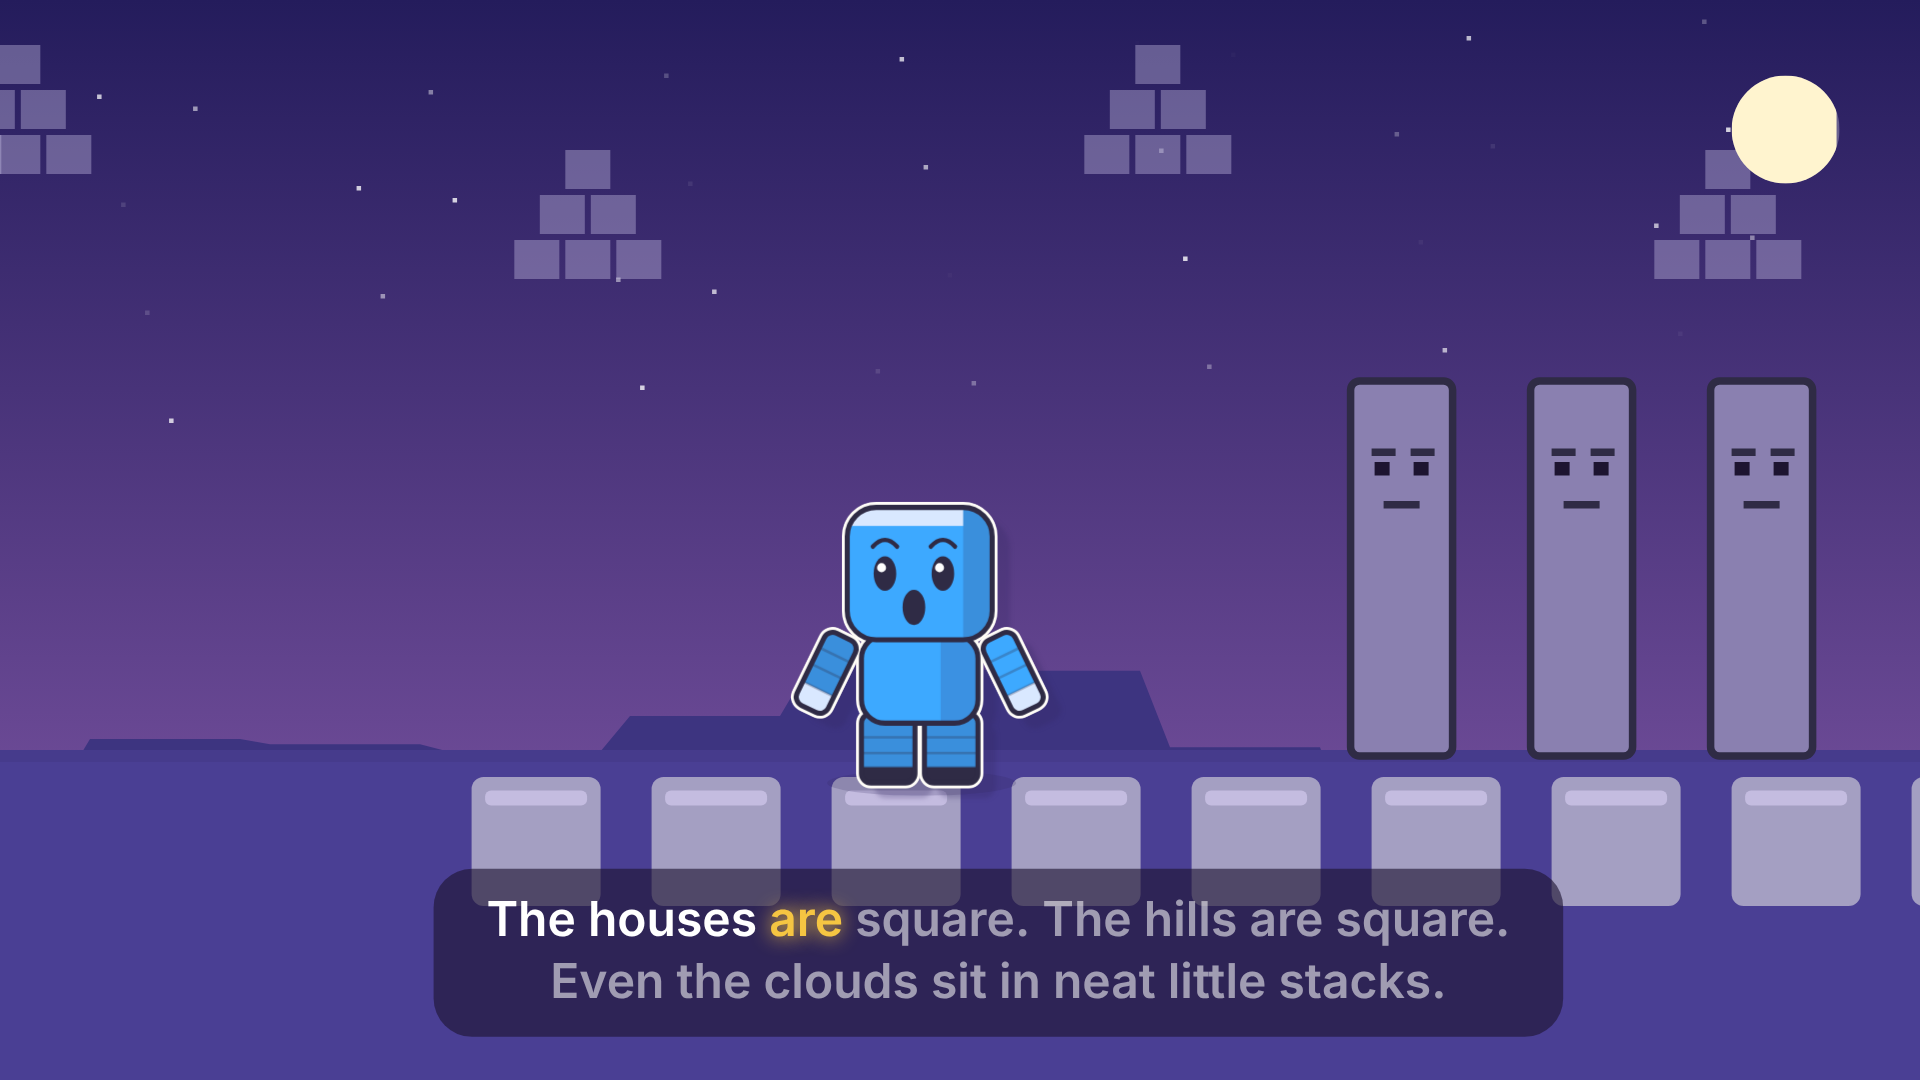 The houses are square. The hills are square.
Even the clouds sit in neat little stacks.